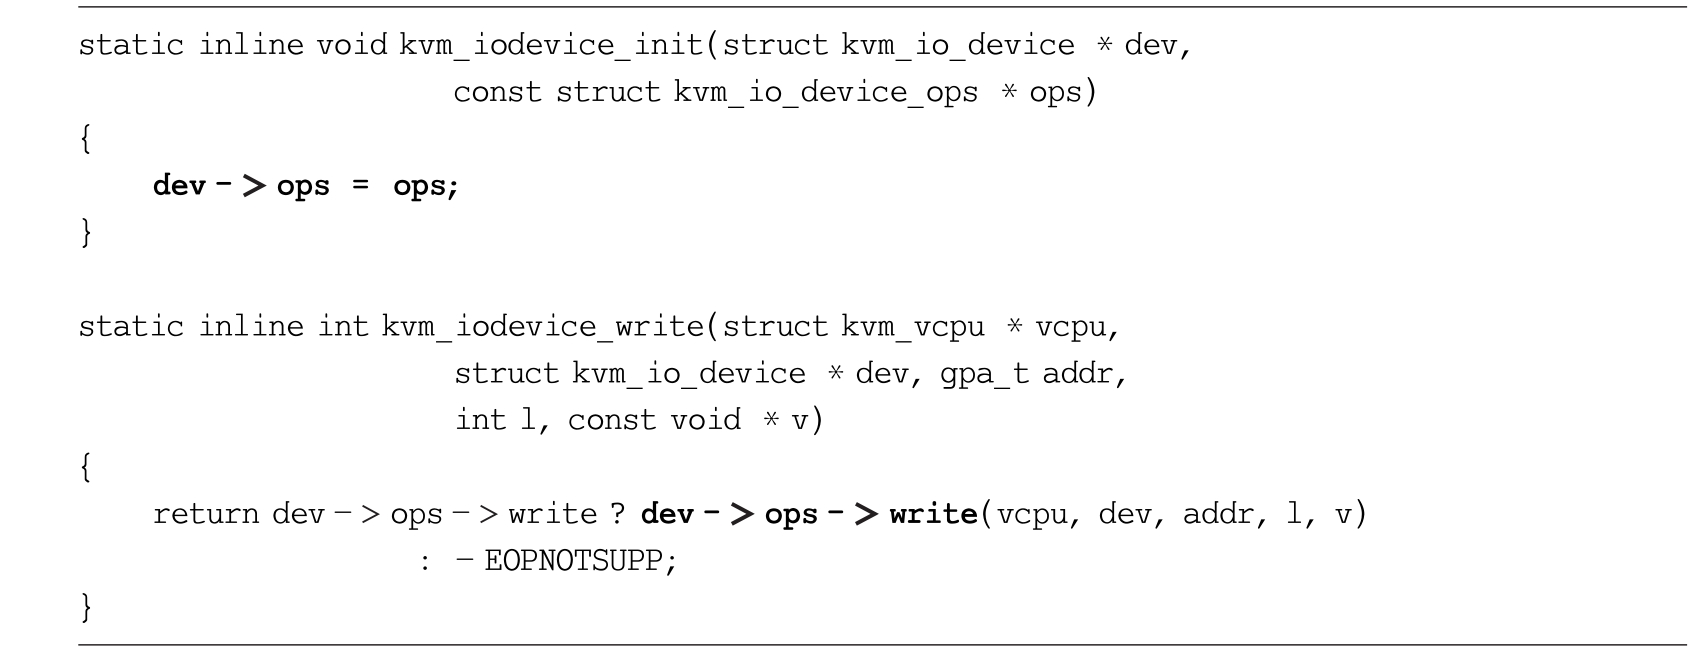 static inline void kvm_iodevice_init(struct kvm_io_device * dev,
const struct kvm_io_device_ops * ops)
{
dev -> ops = ops;
}
static inline int kvm_iodevice_write(struct kvm_vcpu * vcpu,
struct kvm_io_device * dev, gpa_t addr,
int l, const void * v)
{
return dev -> ops -> write ? dev -> ops -> write(vcpu, dev, addr, l, v)
: - EOPNOTSUPP;
}